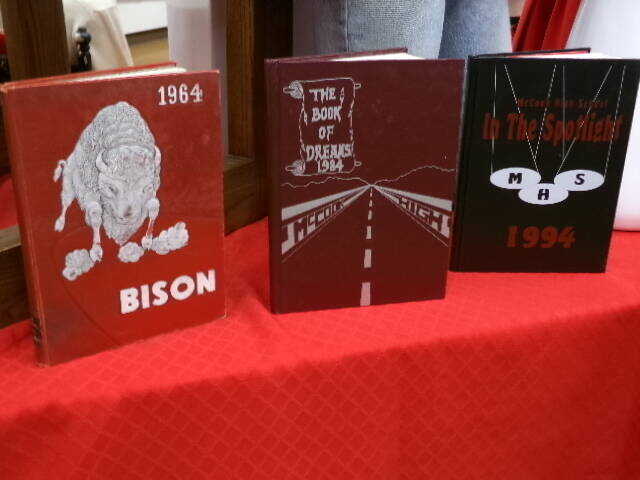 1964
BISON
THE
BOOK
OF
DREAMS
1984
McCOOK HIGH
McCook High School
In The Spotlight
M S
H
1994